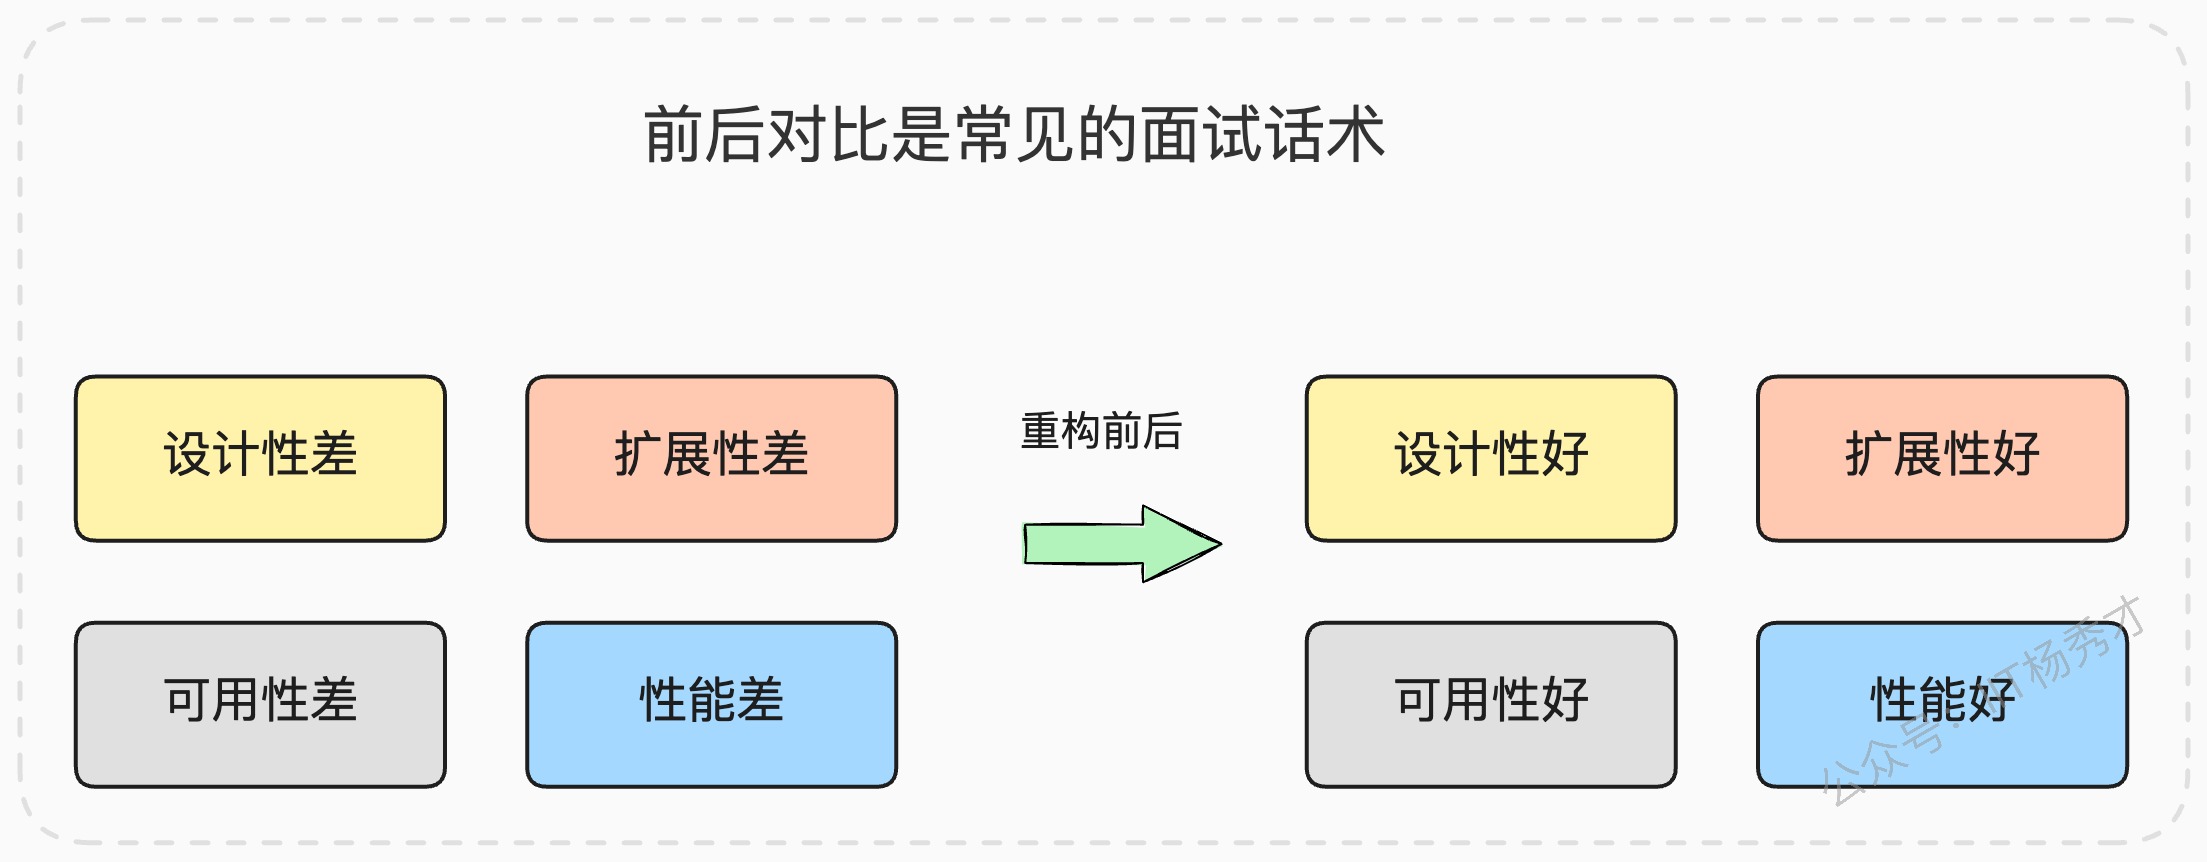 前后对比是常见的面试话术
设计性差
扩展性差
重构前后
设计性好
扩展性好
可用性差
性能差
可用性好
性能好
公众号：IT杨秀才